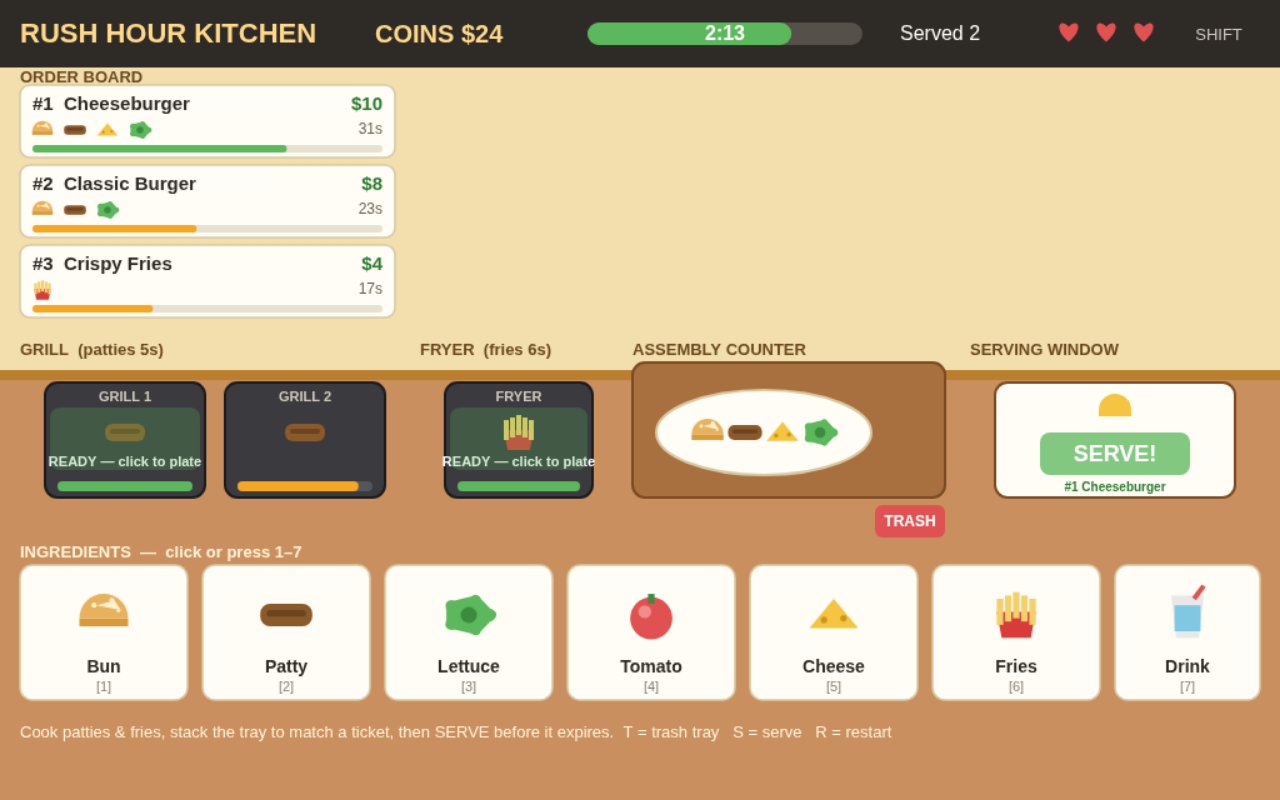 RUSH HOUR KITCHEN
COINS $24
2:13
Served 2
SHIFT
ORDER BOARD
#1 Cheeseburger $10
31s
#2 Classic Burger $8
23s
#3 Crispy Fries $4
17s
GRILL (patties 5s)
FRYER (fries 6s)
ASSEMBLY COUNTER
SERVING WINDOW
GRILL 1
READY — click to plate
GRILL 2
FRYER
READY — click to plate
SERVE!
#1 Cheeseburger
TRASH
INGREDIENTS — click or press 1–7
Bun
[1]
Patty
[2]
Lettuce
[3]
Tomato
[4]
Cheese
[5]
Fries
[6]
Drink
[7]
Cook patties & fries, stack the tray to match a ticket, then SERVE before it expires. T = trash tray S = serve R = restart